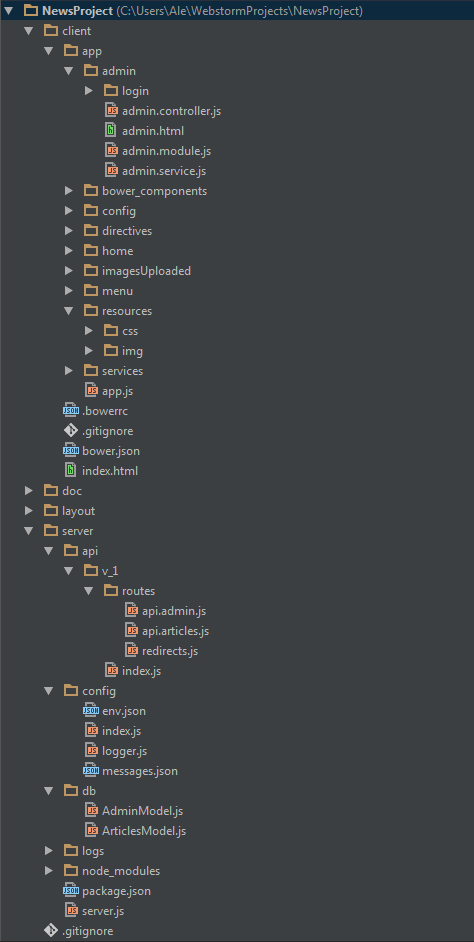 NewsProject (C:\Users\Ale\WebstormProjects\NewsProject)
client
app
admin
login
admin.controller.js
admin.html
admin.module.js
admin.service.js
bower_components
config
directives
home
imagesUploaded
menu
resources
css
img
services
app.js
.bowerrc
.gitignore
bower.json
index.html
doc
layout
server
api
v_1
routes
api.admin.js
api.articles.js
redirects.js
index.js
config
env.json
index.js
logger.js
messages.json
db
AdminModel.js
ArticlesModel.js
logs
node_modules
package.json
server.js
.gitignore